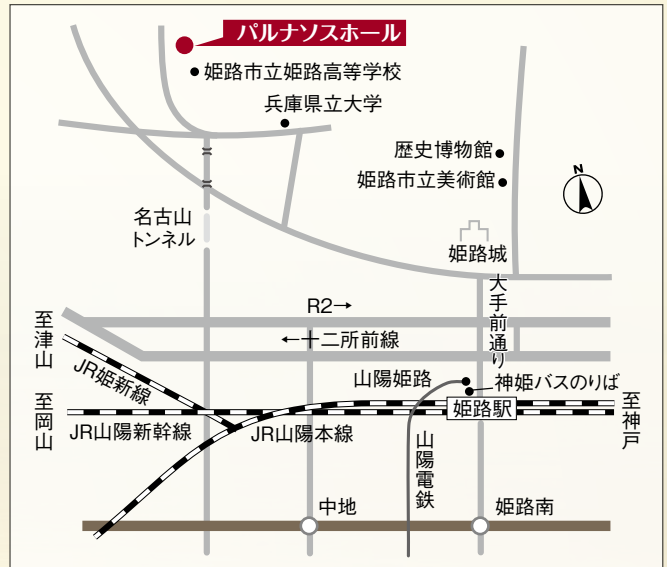 パルナソスホール
姫路市立姫路高等学校
兵庫県立大学
歴史博物館
姫路市立美術館
N
名古山
トンネル
姫路城
大手前通り
R2→
←十二所前線
至津山
JR姫新線
山陽姫路
神姫バスのりば
至岡山
姫路駅
至神戸
JR山陽新幹線
JR山陽本線
山陽電鉄
中地
姫路南